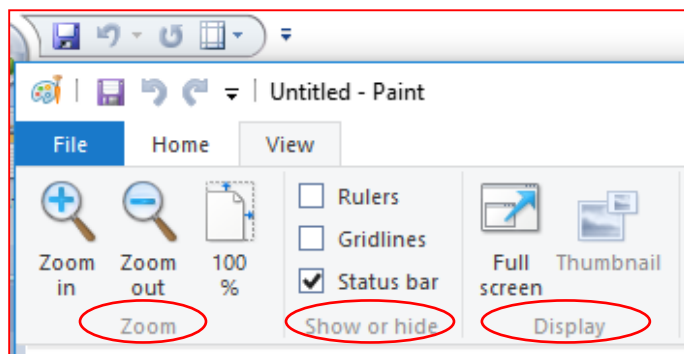 Untitled - Paint
File Home View
Zoom in
Zoom out
100 %
Rulers
Gridlines
Status bar
Full screen
Thumbnail
Zoom
Show or hide
Display